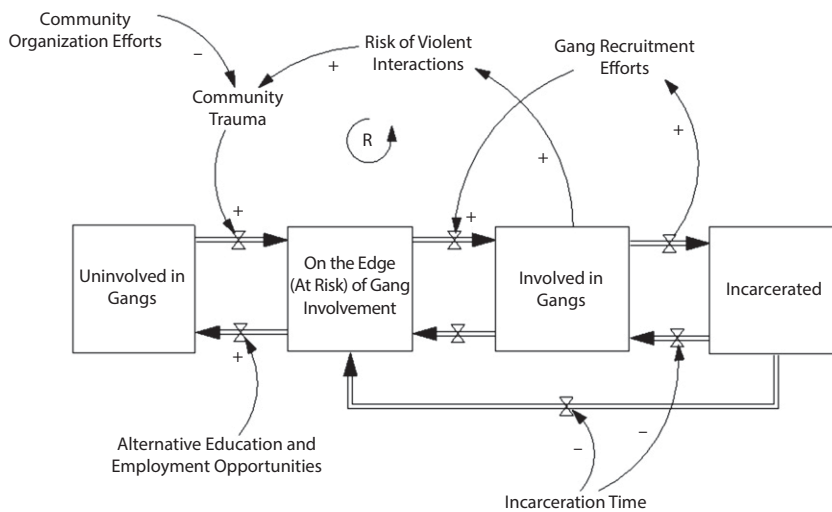 Community
Organization Efforts
–
+
Risk of Violent
Interactions
Gang Recruitment
Efforts
Community
Trauma
R
+
+
+
+
Uninvolved in
Gangs
On the Edge
(At Risk) of Gang
Involvement
Involved in
Gangs
Incarcerated
+
Alternative Education and
Employment Opportunities
–
–
Incarceration Time